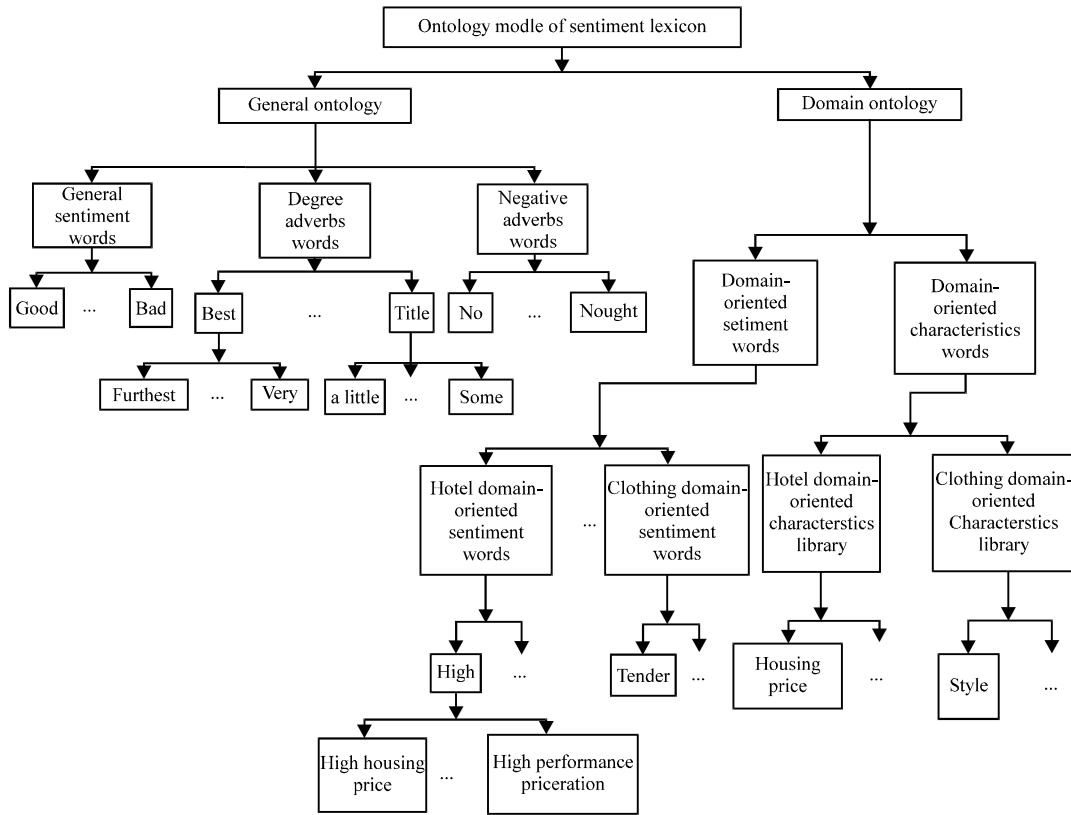 Ontology modle of sentiment lexicon
General ontology
Domain ontology
General
sentiment
words
Degree
adverbs
words
Negative
adverbs
words
Good
...
Bad
Best
...
Title
No
...
Nought
Furthest
...
Very
a little
...
Some
Domain-
oriented
setiment
words
Domain-
oriented
characteristics
words
Hotel domain-
oriented
sentiment
words
...
Clothing domain-
oriented
sentiment
words
Hotel domain-
oriented
characterstics
library
Clothing domain-
oriented
Characterstics
library
High
...
Tender
...
Housing
price
...
Style
...
High housing
price
...
High performance
priceration